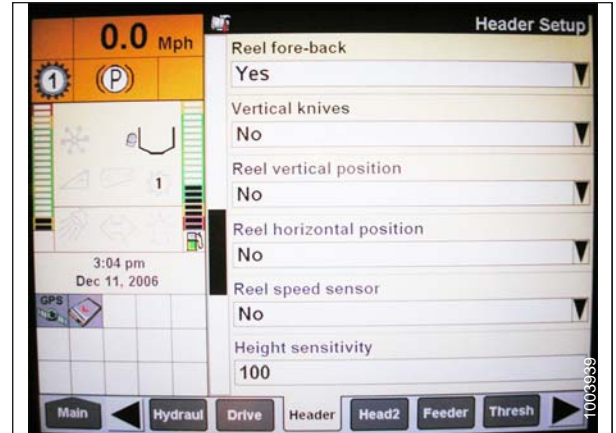 0.0 Mph
Header Setup
1
(P)
Reel fore-back
Yes
Vertical knives
No
Reel vertical position
No
1
Reel horizontal position
No
3:04 pm
Dec 11, 2006
Reel speed sensor
No
GPS
Height sensitivity
100
Main
Hydraul
Drive
Header
Head2
Feeder
Thresh
1003939